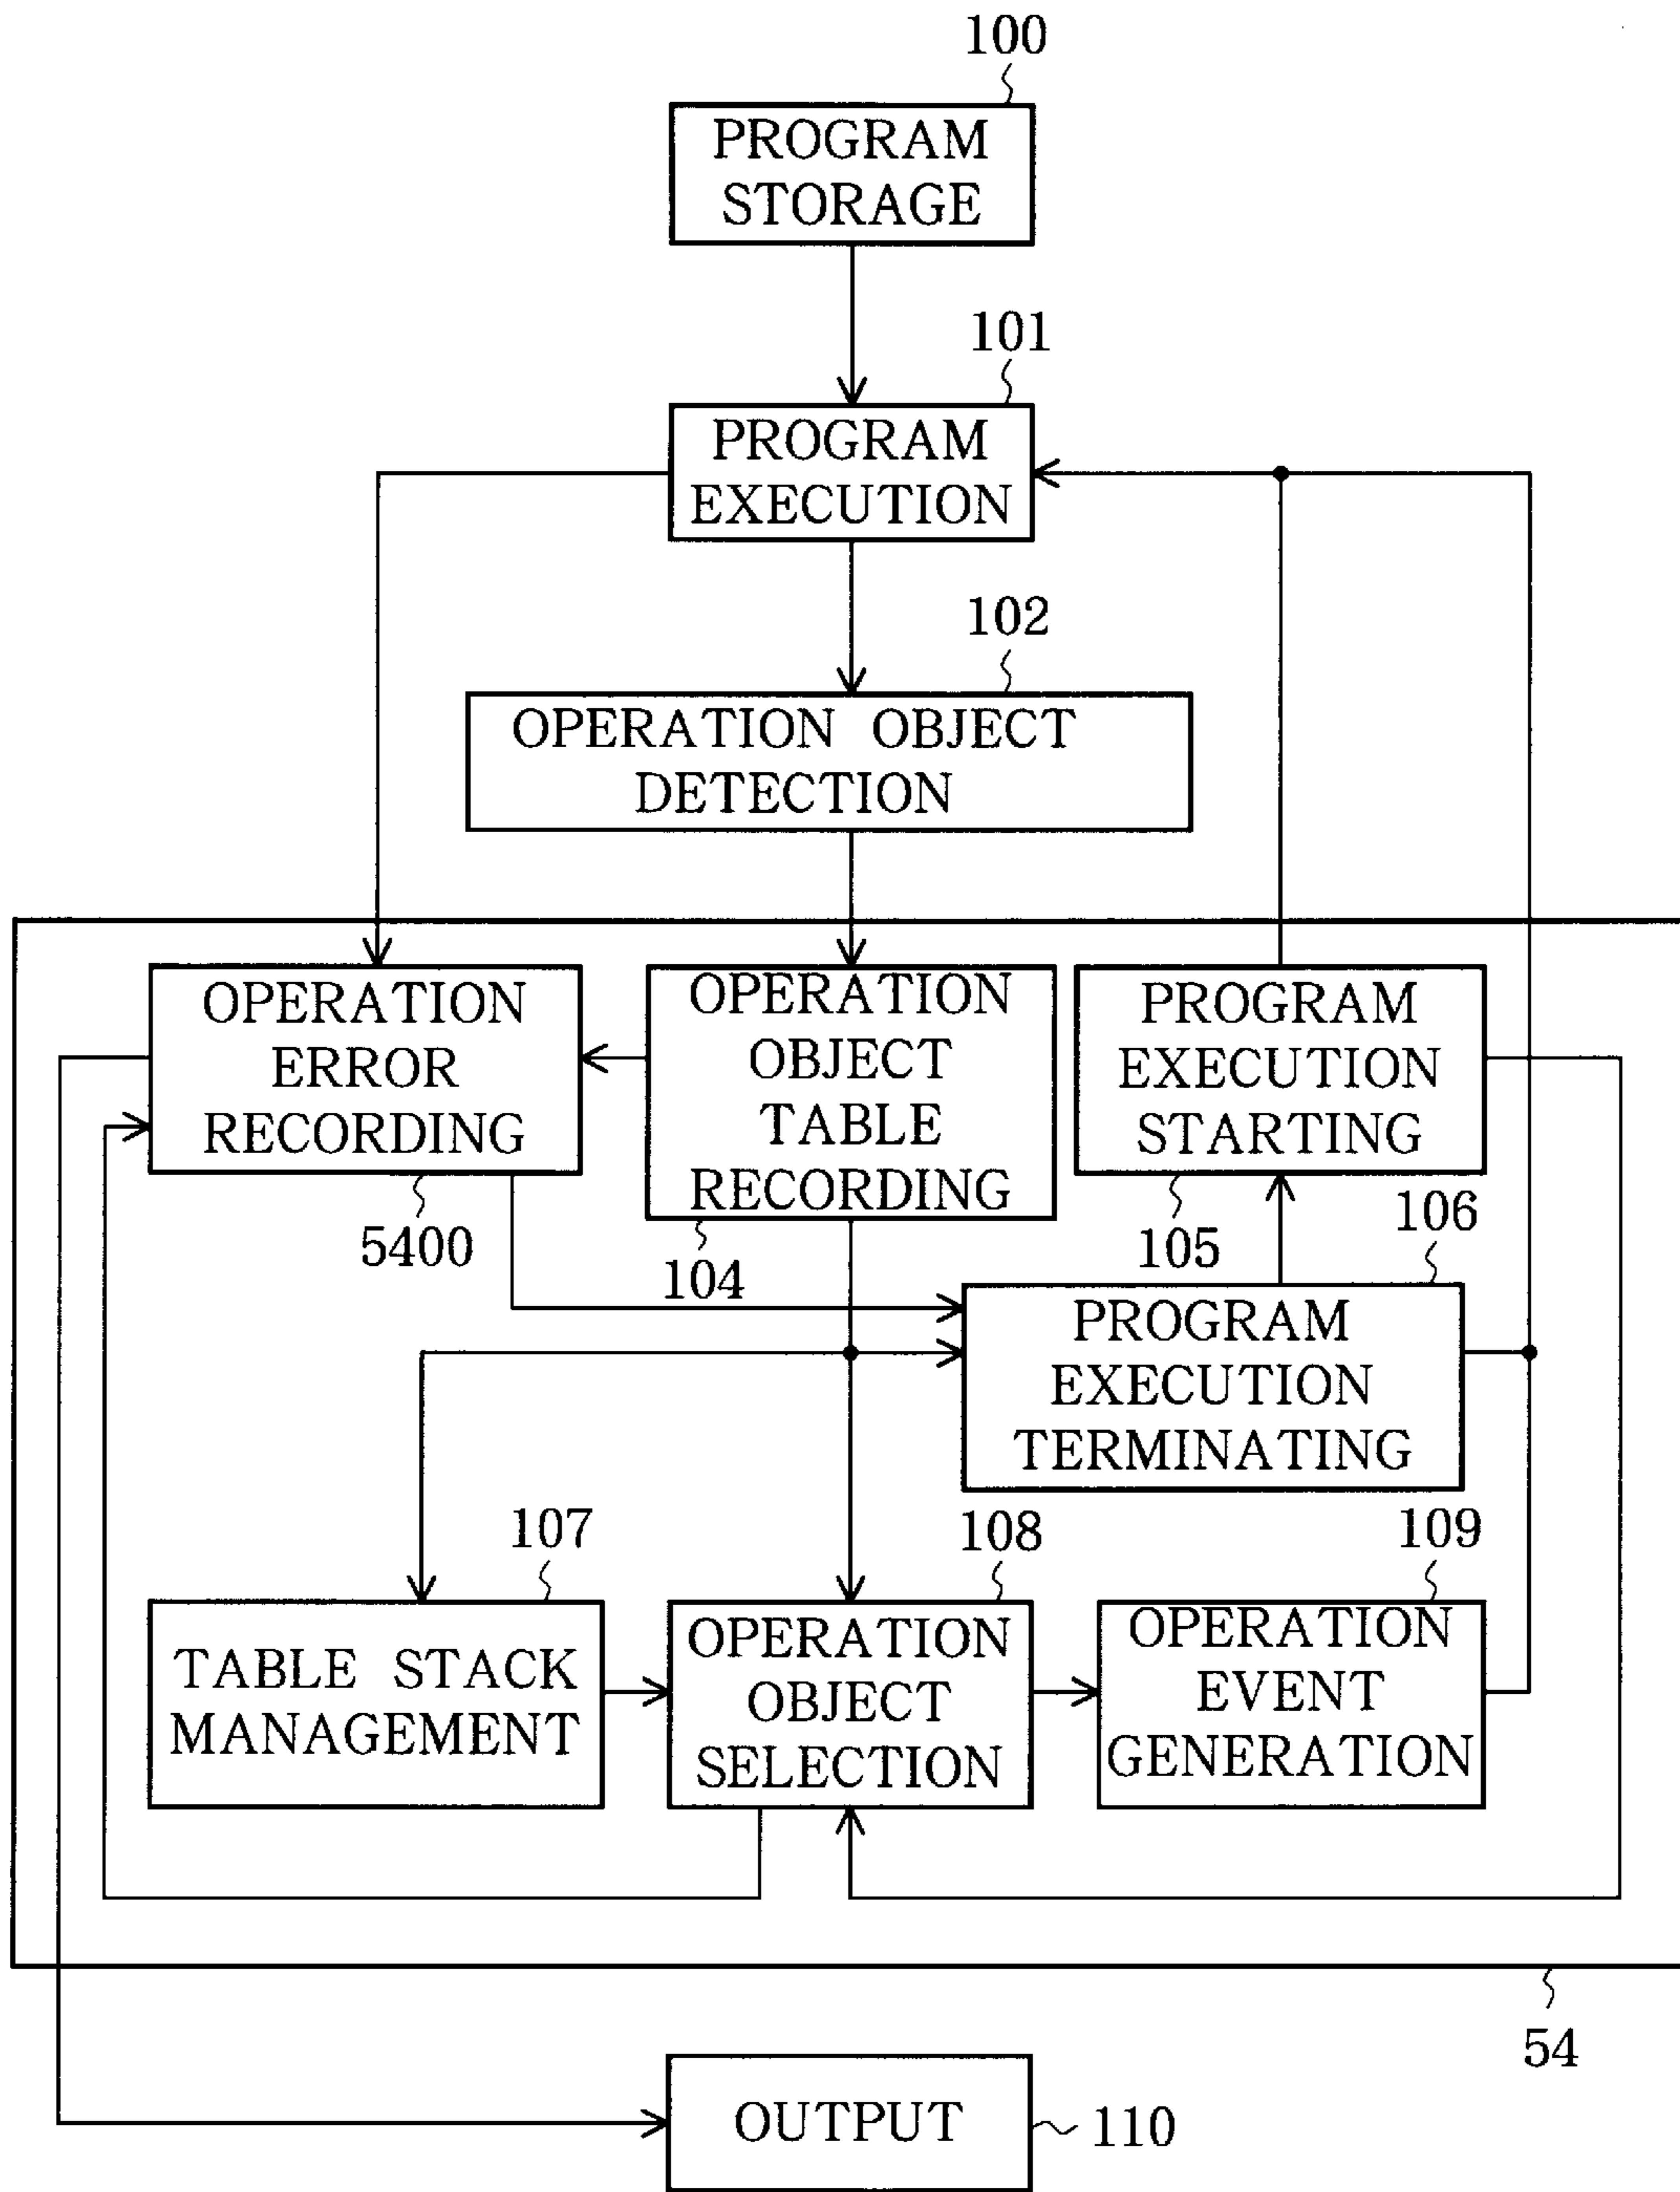 100
PROGRAM
STORAGE
101
PROGRAM
EXECUTION
102
OPERATION OBJECT
DETECTION
OPERATION
ERROR
RECORDING
5400
OPERATION
OBJECT
TABLE
RECORDING
104
PROGRAM
EXECUTION
STARTING
105
106
PROGRAM
EXECUTION
TERMINATING
107
TABLE STACK
MANAGEMENT
108
OPERATION
OBJECT
SELECTION
109
OPERATION
EVENT
GENERATION
54
OUTPUT
110